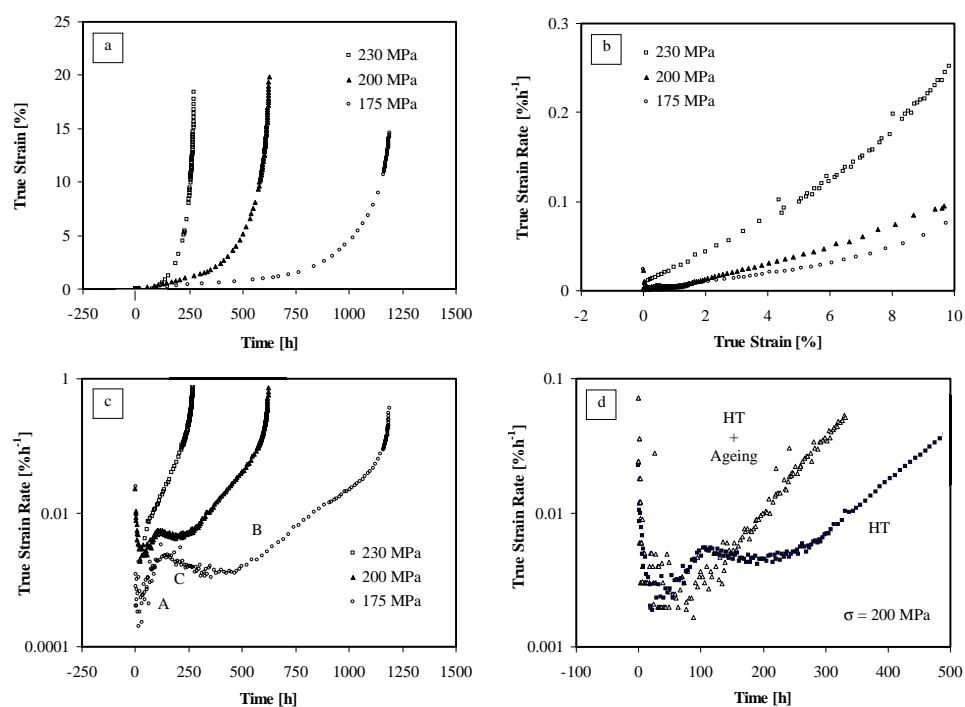 a
25
20
15
10
5
0
True Strain [%]
230 MPa
200 MPa
175 MPa
-250 0 250 500 750 1000 1250 1500
Time [h]
b
0.3
0.2
0.1
0
True Strain Rate [%h-1]
230 MPa
200 MPa
175 MPa
-2 0 2 4 6 8 10
True Strain [%]
c
1
0.01
0.0001
True Strain Rate [%h-1]
B
C
A
230 MPa
200 MPa
175 MPa
-250 0 250 500 750 1000 1250 1500
Time [h]
d
0.1
0.01
0.001
True Strain Rate [%h-1]
HT
+
Ageing
HT
σ = 200 MPa
-100 0 100 200 300 400 500
Time [h]